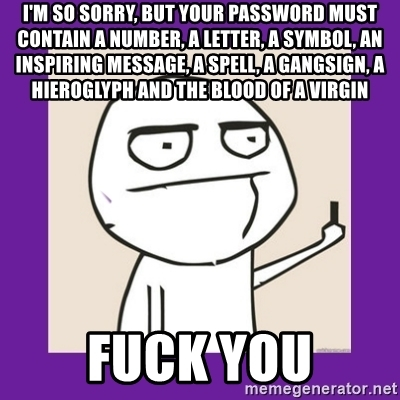 I'M SO SORRY, BUT YOUR PASSWORD MUST
CONTAIN A NUMBER, A LETTER, A SYMBOL, AN
INSPIRING MESSAGE, A SPELL, A GANGSIGN, A
HIEROGLYPH AND THE BLOOD OF A VIRGIN
FUCK YOU
memegenerator.net